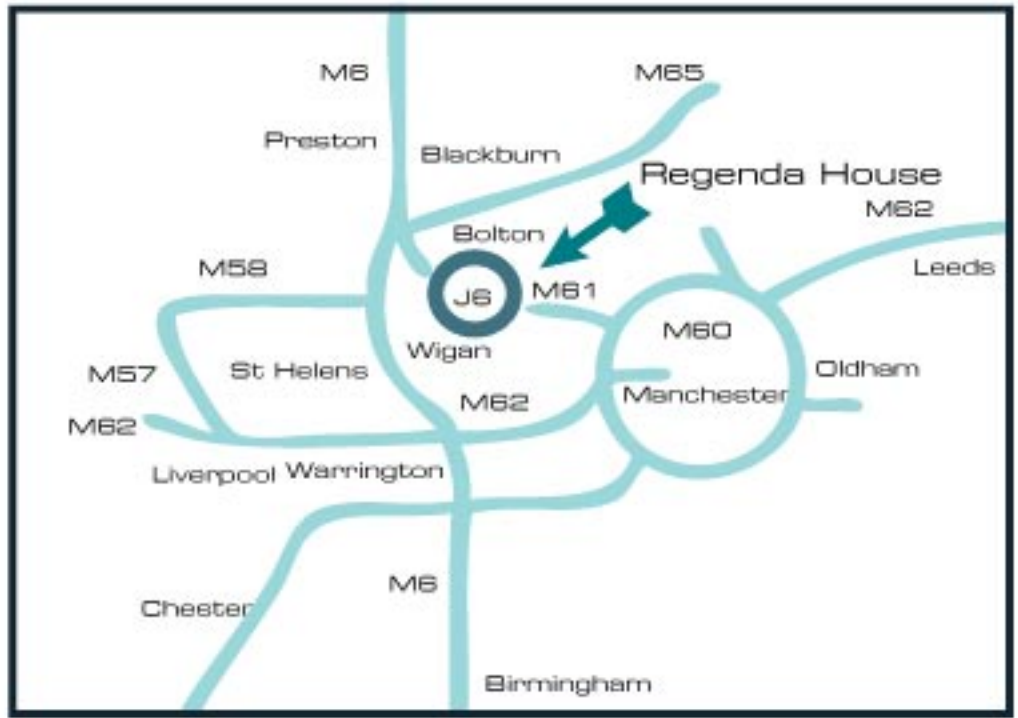 M6
M65
Preston
Blackburn
Regenda House
M62
Bolton
Leeds
M58
J6
M61
M60
Wigan
St Helens
M57
Oldham
Manchester
M62
M62
Liverpool
Warrington
M6
Chester
Birmingham